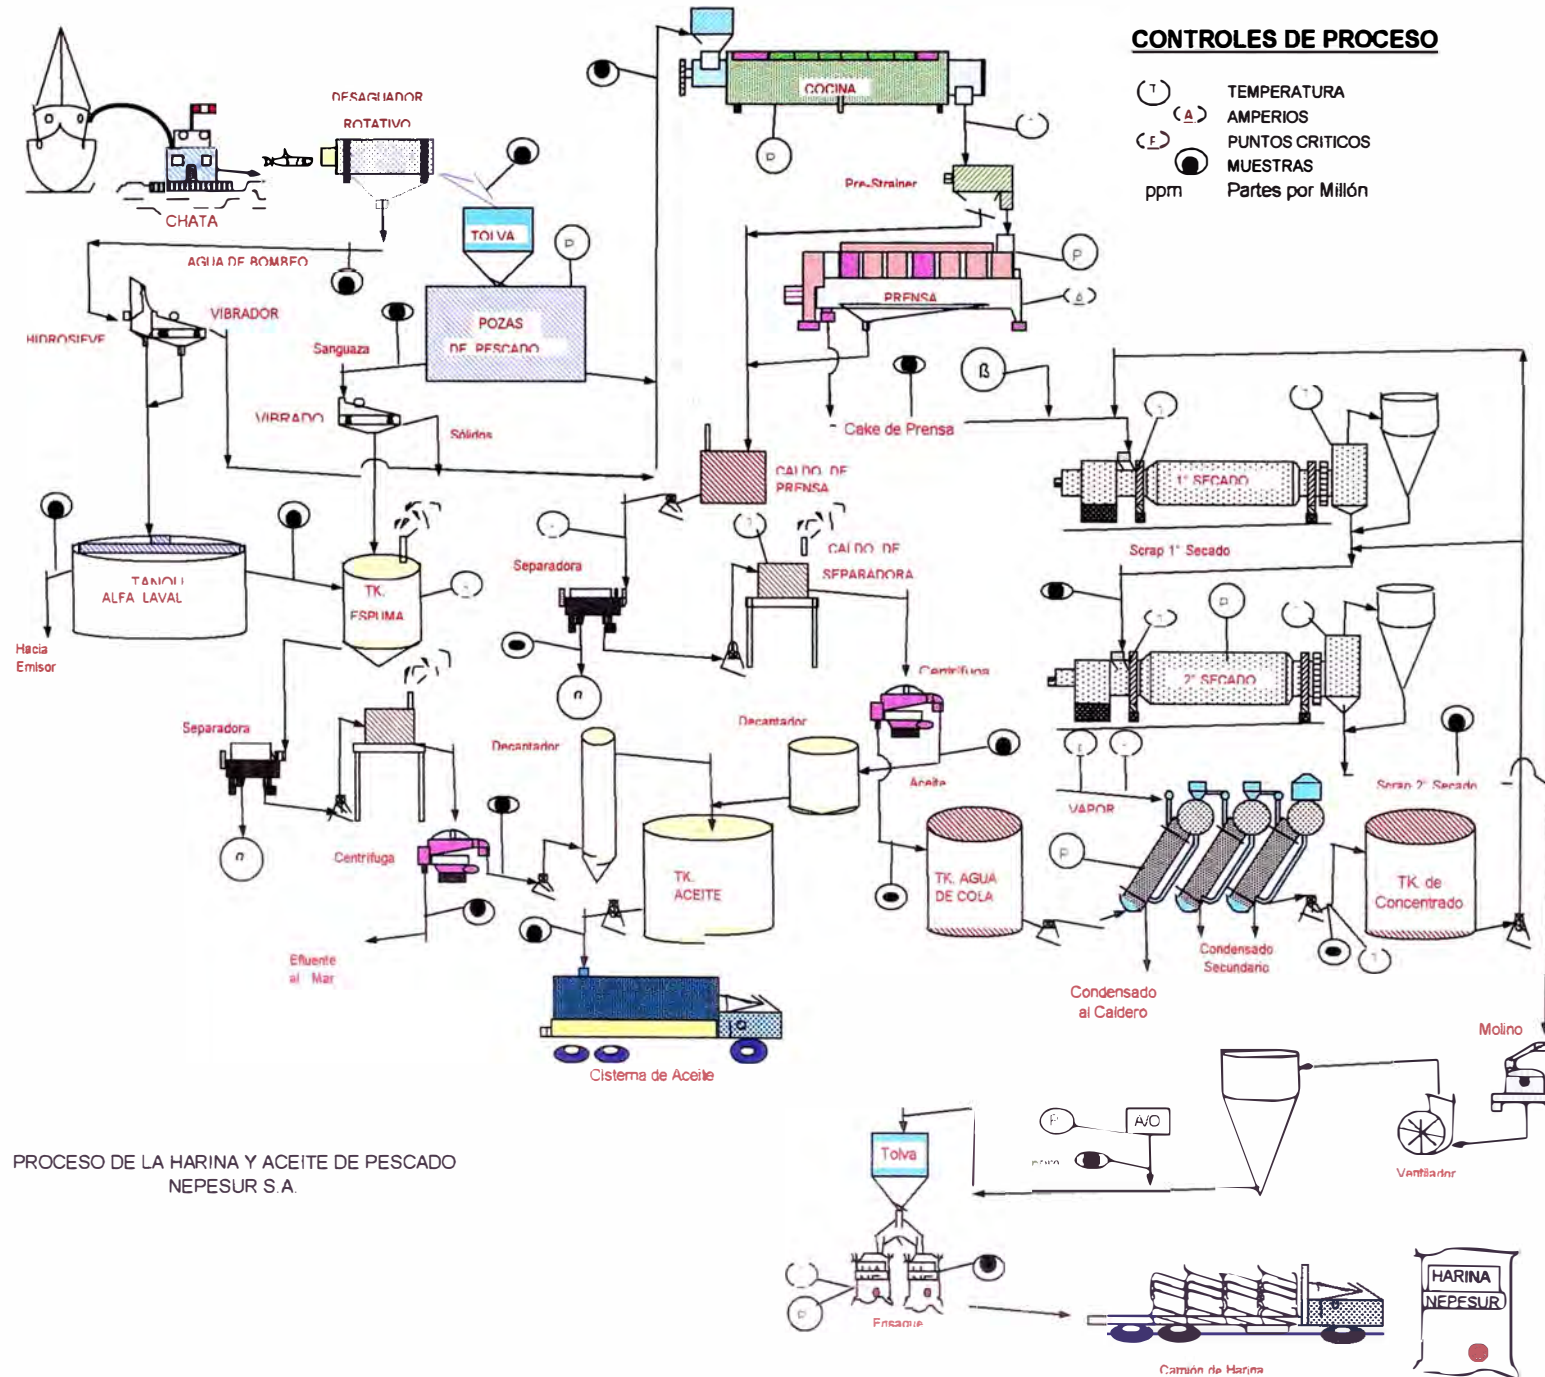 CONTROLES DE PROCESO
T TEMPERATURA
A AMPERIOS
PUNTOS CRITICOS
MUESTRAS
ppm Partes por Millón
DESAGUADOR
ROTATIVO
CHATA
AGUA DE BOMBEO
TOLVA
COCINA
Pre-Strainer
PRENSA
HIDROSIEVE
VIBRADOR
Sanguaza
POZAS
DE PESCADO
VIBRADO
Sólidos
Cake de Prensa
ß
CALDO DE
PRENSA
1° SECADO
Scrap 1° Secado
TANQU
ALFA LAVAL
TK.
ESPUMA
Separadora
CALDO DE
SEPARADORA
Hacia
Emisor
2° SECADO
Scrap 2° Secado
Separadora
Decantador
Decantador
Centrifuga
Aceite
VAPOR
Centrifuga
TK.
ACEITE
TK. AGUA
DE COLA
TK. de
Concentrado
Efluente
al Mar
Condensado
Secundario
Condensado
al Caldero
Cisterna de Aceite
Molino
Ventilador
A/O
P
Tolva
PROCESO DE LA HARINA Y ACEITE DE PESCADO
NEPESUR S.A.
Ensaque
Camión de Harina
HARINA
NEPESUR